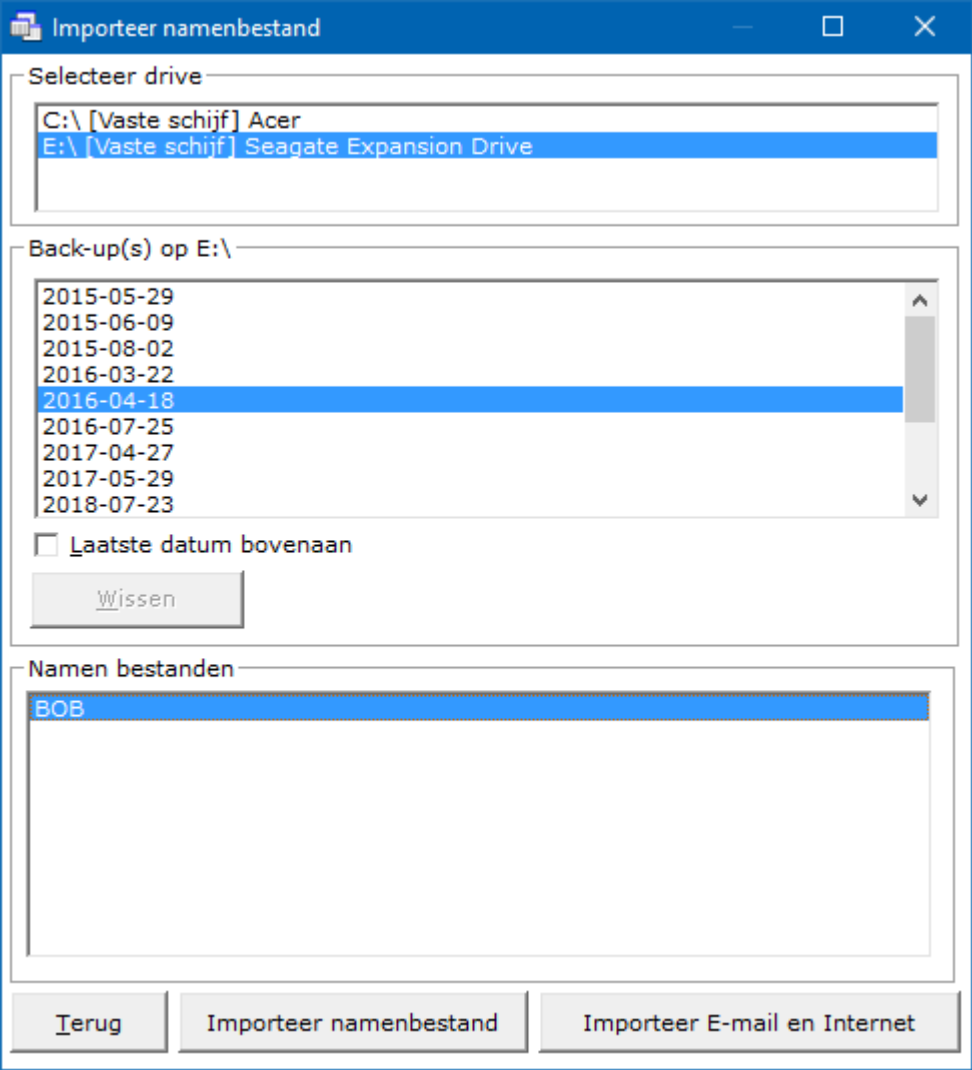 Importeer namenbestand
Selecteer drive
C:\ [Vaste schijf] Acer
E:\ [Vaste schijf] Seagate Expansion Drive
Back-up(s) op E:\
2015-05-29
2015-06-09
2015-08-02
2016-03-22
2016-04-18
2016-07-25
2017-04-27
2017-05-29
2018-07-23
Laatste datum bovenaan
Wissen
Namen bestanden
BOB
Terug Importeer namenbestand Importeer E-mail en Internet